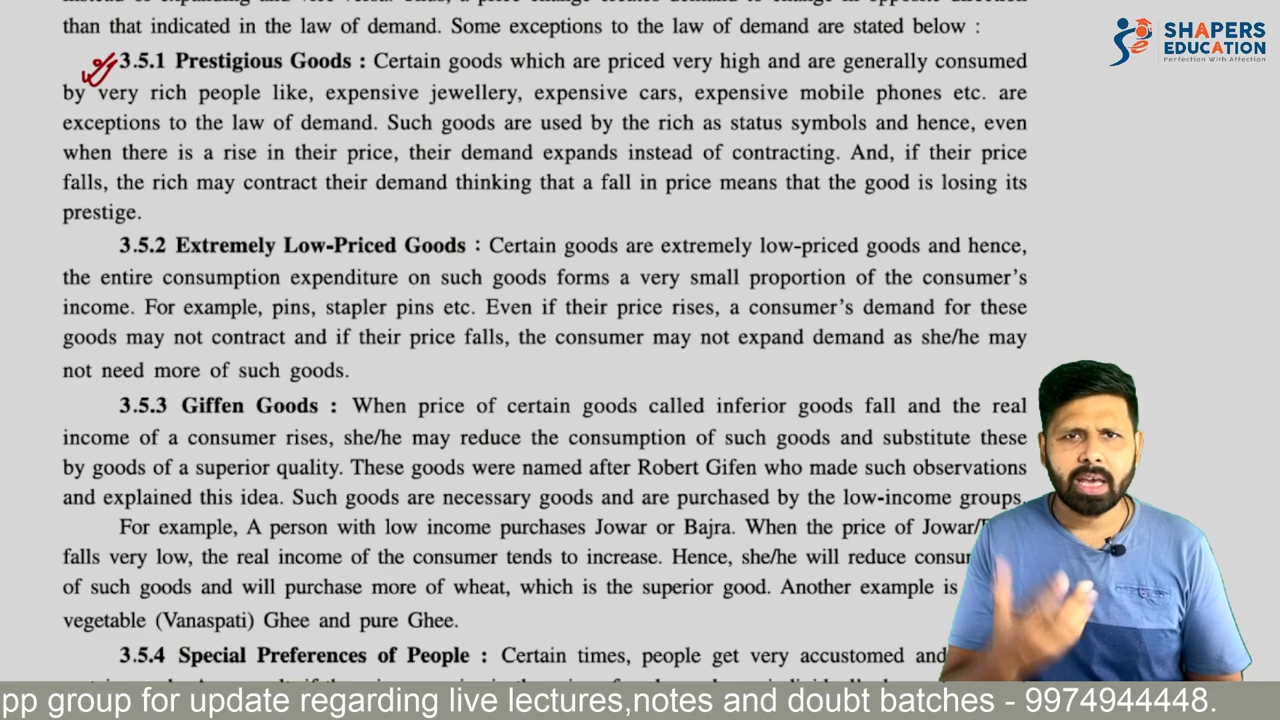 than that indicated in the law of demand. Some exceptions to the law of demand are stated below :
3.5.1 Prestigious Goods : Certain goods which are priced very high and are generally consumed
by very rich people like, expensive jewellery, expensive cars, expensive mobile phones etc. are
exceptions to the law of demand. Such goods are used by the rich as status symbols and hence, even
when there is a rise in their price, their demand expands instead of contracting. And, if their price
falls, the rich may contract their demand thinking that a fall in price means that the good is losing its
prestige.
3.5.2 Extremely Low-Priced Goods : Certain goods are extremely low-priced goods and hence,
the entire consumption expenditure on such goods forms a very small proportion of the consumer's
income. For example, pins, stapler pins etc. Even if their price rises, a consumer's demand for these
goods may not contract and if their price falls, the consumer may not expand demand as she/he may
not need more of such goods.
3.5.3 Giffen Goods : When price of certain goods called inferior goods fall and the real
income of a consumer rises, she/he may reduce the consumption of such goods and substitute these
by goods of a superior quality. These goods were named after Robert Gifen who made such observations
and explained this idea. Such goods are necessary goods and are purchased by the low-income groups.
For example, A person with low income purchases Jowar or Bajra. When the price of Jowar/
falls very low, the real income of the consumer tends to increase. Hence, she/he will reduce
of such goods and will purchase more of wheat, which is the superior good. Another example is
vegetable (Vanaspati) Ghee and pure Ghee.
3.5.4 Special Preferences of People : Certain times, people get very accustomed and
SHAPERS
EDUCATION
Perfection With Affection
pp group for update regarding live lectures,notes and doubt batches - 9974944448.